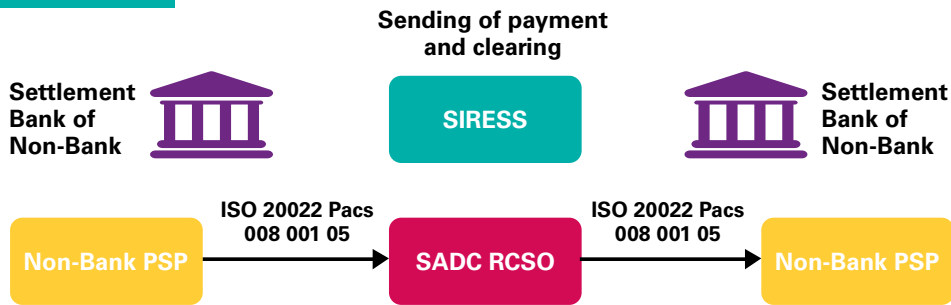 Sending of payment
and clearing
Settlement
Bank of
Non-Bank
SIRESS
Settlement
Bank of
Non-Bank
ISO 20022 Pacs
008 001 05
ISO 20022 Pacs
008 001 05
Non-Bank PSP
SADC RCSO
Non-Bank PSP